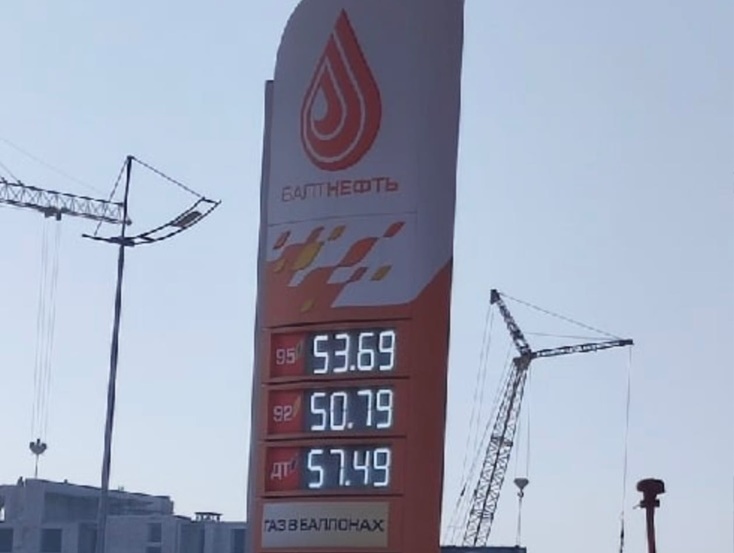 БАЛТНЕФТЬ
95 53.69
92 50.79
ДТ 57.49
ГАЗ В БАЛЛОНАХ